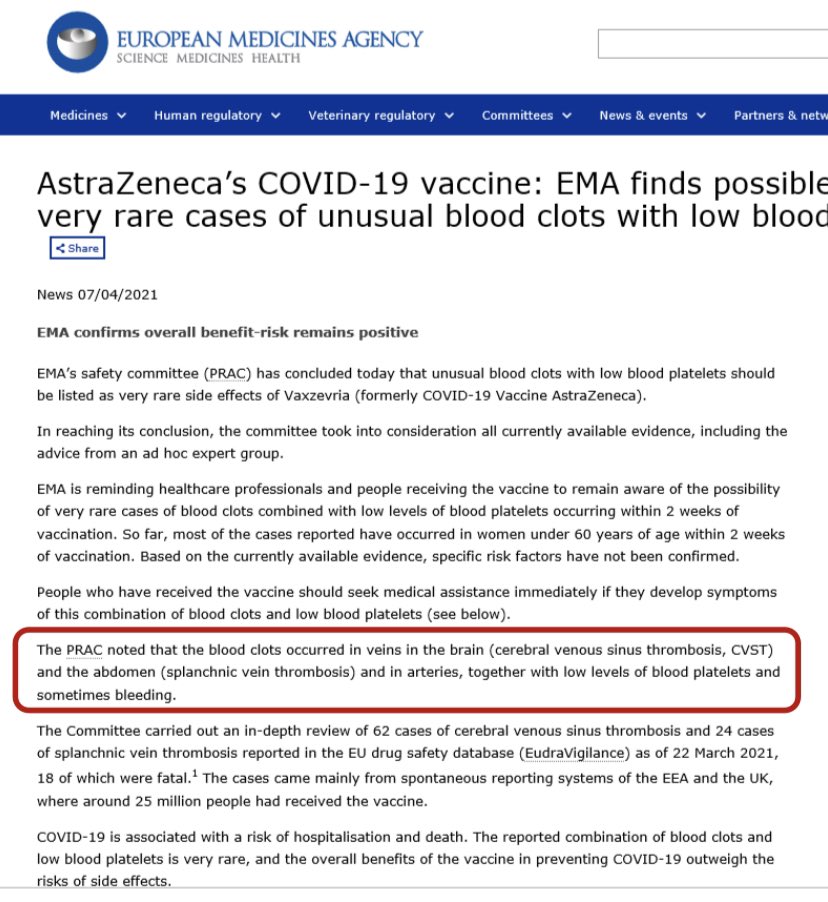 EUROPEAN MEDICINES AGENCY
SCIENCE MEDICINES HEALTH
Medicines Human regulatory Veterinary regulatory Committees News & events Partners & netw
AstraZeneca's COVID-19 vaccine: EMA finds possible
very rare cases of unusual blood clots with low blood
Share
News 07/04/2021
EMA confirms overall benefit-risk remains positive
EMA's safety committee (PRAC) has concluded today that unusual blood clots with low blood platelets should
be listed as very rare side effects of Vaxzevria (formerly COVID-19 Vaccine AstraZeneca).
In reaching its conclusion, the committee took into consideration all currently available evidence, including the
advice from an ad hoc expert group.
EMA is reminding healthcare professionals and people receiving the vaccine to remain aware of the possibility
of very rare cases of blood clots combined with low levels of blood platelets occurring within 2 weeks of
vaccination. So far, most of the cases reported have occurred in women under 60 years of age within 2 weeks
of vaccination. Based on the currently available evidence, specific risk factors have not been confirmed.
People who have received the vaccine should seek medical assistance immediately if they develop symptoms
of this combination of blood clots and low blood platelets (see below).
The PRAC noted that the blood clots occurred in veins in the brain (cerebral venous sinus thrombosis, CVST)
and the abdomen (splanchnic vein thrombosis) and in arteries, together with low levels of blood platelets and
sometimes bleeding.
The Committee carried out an in-depth review of 62 cases of cerebral venous sinus thrombosis and 24 cases
of splanchnic vein thrombosis reported in the EU drug safety database (EudraVigilance) as of 22 March 2021,
18 of which were fatal.¹ The cases came mainly from spontaneous reporting systems of the EEA and the UK,
where around 25 million people had received the vaccine.
COVID-19 is associated with a risk of hospitalisation and death. The reported combination of blood clots and
low blood platelets is very rare, and the overall benefits of the vaccine in preventing COVID-19 outweigh the
risks of side effects.